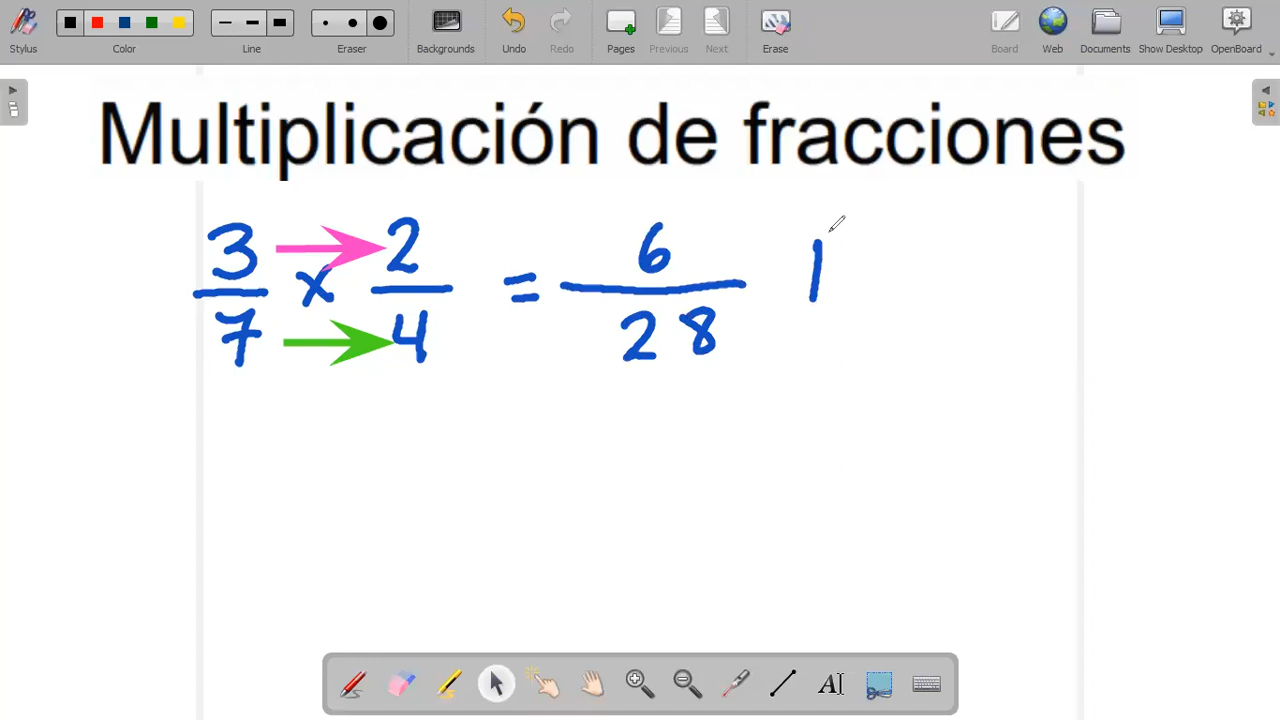 Stylus Color Line Eraser Backgrounds Undo Redo Pages Previous Next Erase Board Web Documents Show Desktop OpenBoard
Multiplicación de fracciones
3 2 6 1
x =
7 4 28